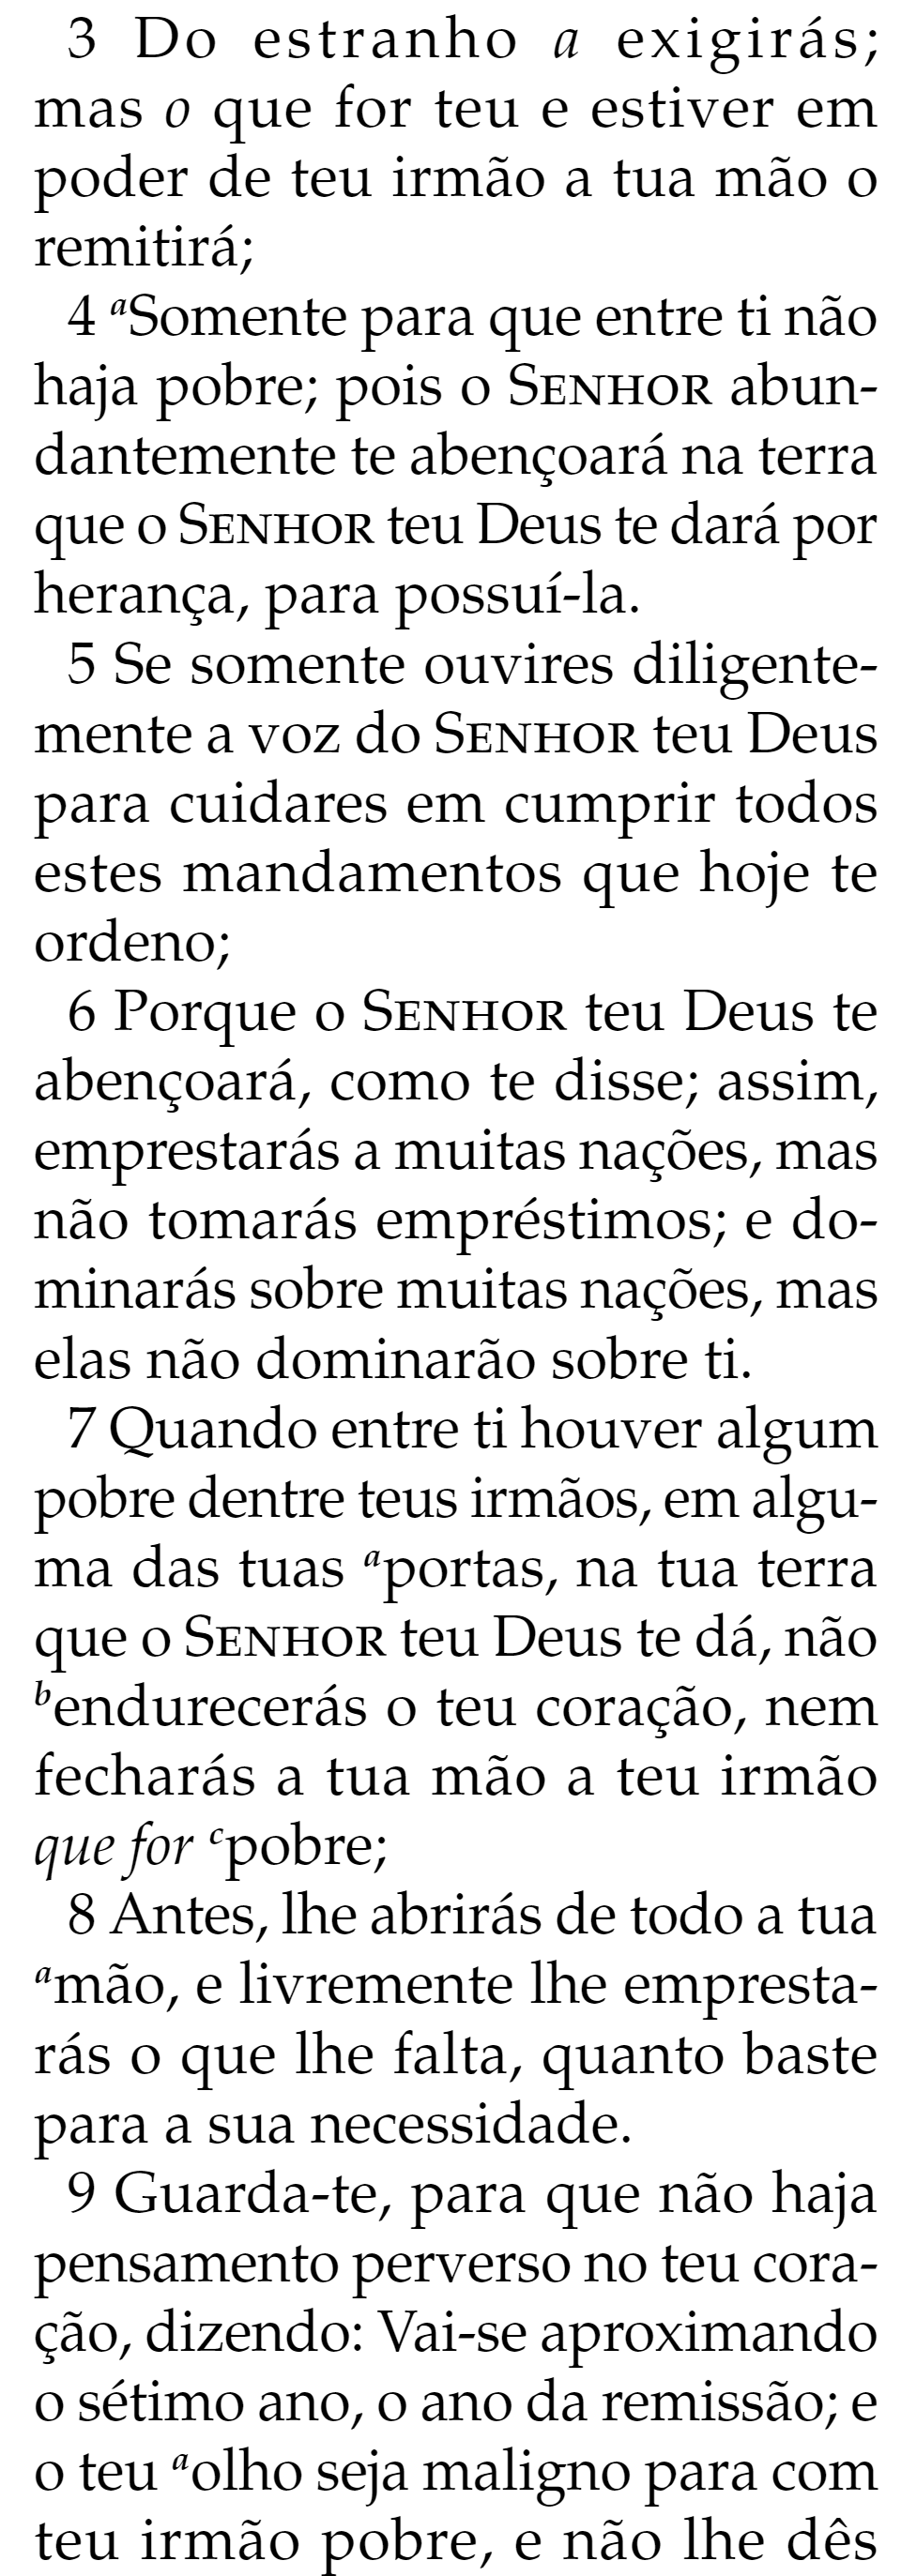 3 Do estranho a exigirás;
mas o que for teu e estiver em
poder de teu irmão a tua mão o
remitirá;
4 aSomente para que entre ti não
haja pobre; pois o SENHOR abun-
dantemente te abençoará na terra
que o SENHOR teu Deus te dará por
herança, para possuí-la.
5 Se somente ouvires diligente-
mente a voz do SENHOR teu Deus
para cuidares em cumprir todos
estes mandamentos que hoje te
ordeno;
6 Porque o SENHOR teu Deus te
abençoará, como te disse; assim,
emprestarás a muitas nações, mas
não tomarás empréstimos; e do-
minarás sobre muitas nações, mas
elas não dominarão sobre ti.
7 Quando entre ti houver algum
pobre dentre teus irmãos, em algu-
ma das tuas aportas, na tua terra
que o SENHOR teu Deus te dá, não
bendurecerás o teu coração, nem
fecharás a tua mão a teu irmão
que for cpobre;
8 Antes, lhe abrirás de todo a tua
amão, e livremente lhe empresta-
rás o que lhe falta, quanto baste
para a sua necessidade.
9 Guarda-te, para que não haja
pensamento perverso no teu cora-
ção, dizendo: Vai-se aproximando
o sétimo ano, o ano da remissão; e
o teu aolho seja maligno para com
teu irmão pobre, e não lhe dês